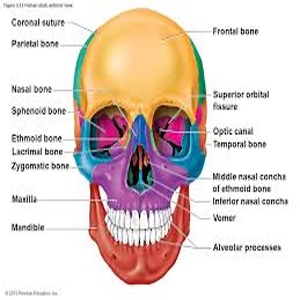 Figure 7.2 Human skull, anterior view.
Coronal suture
Parietal bone
Nasal bone
Sphenoid bone
Ethmoid bone
Lacrimal bone
Zygomatic bone
Maxilla
Mandible
Frontal bone
Superior orbital
fissure
Optic canal
Temporal bone
Middle nasal concha
of ethmoid bone
Inferior nasal concha
Vomer
Alveolar processes
Pearson Education, Inc.